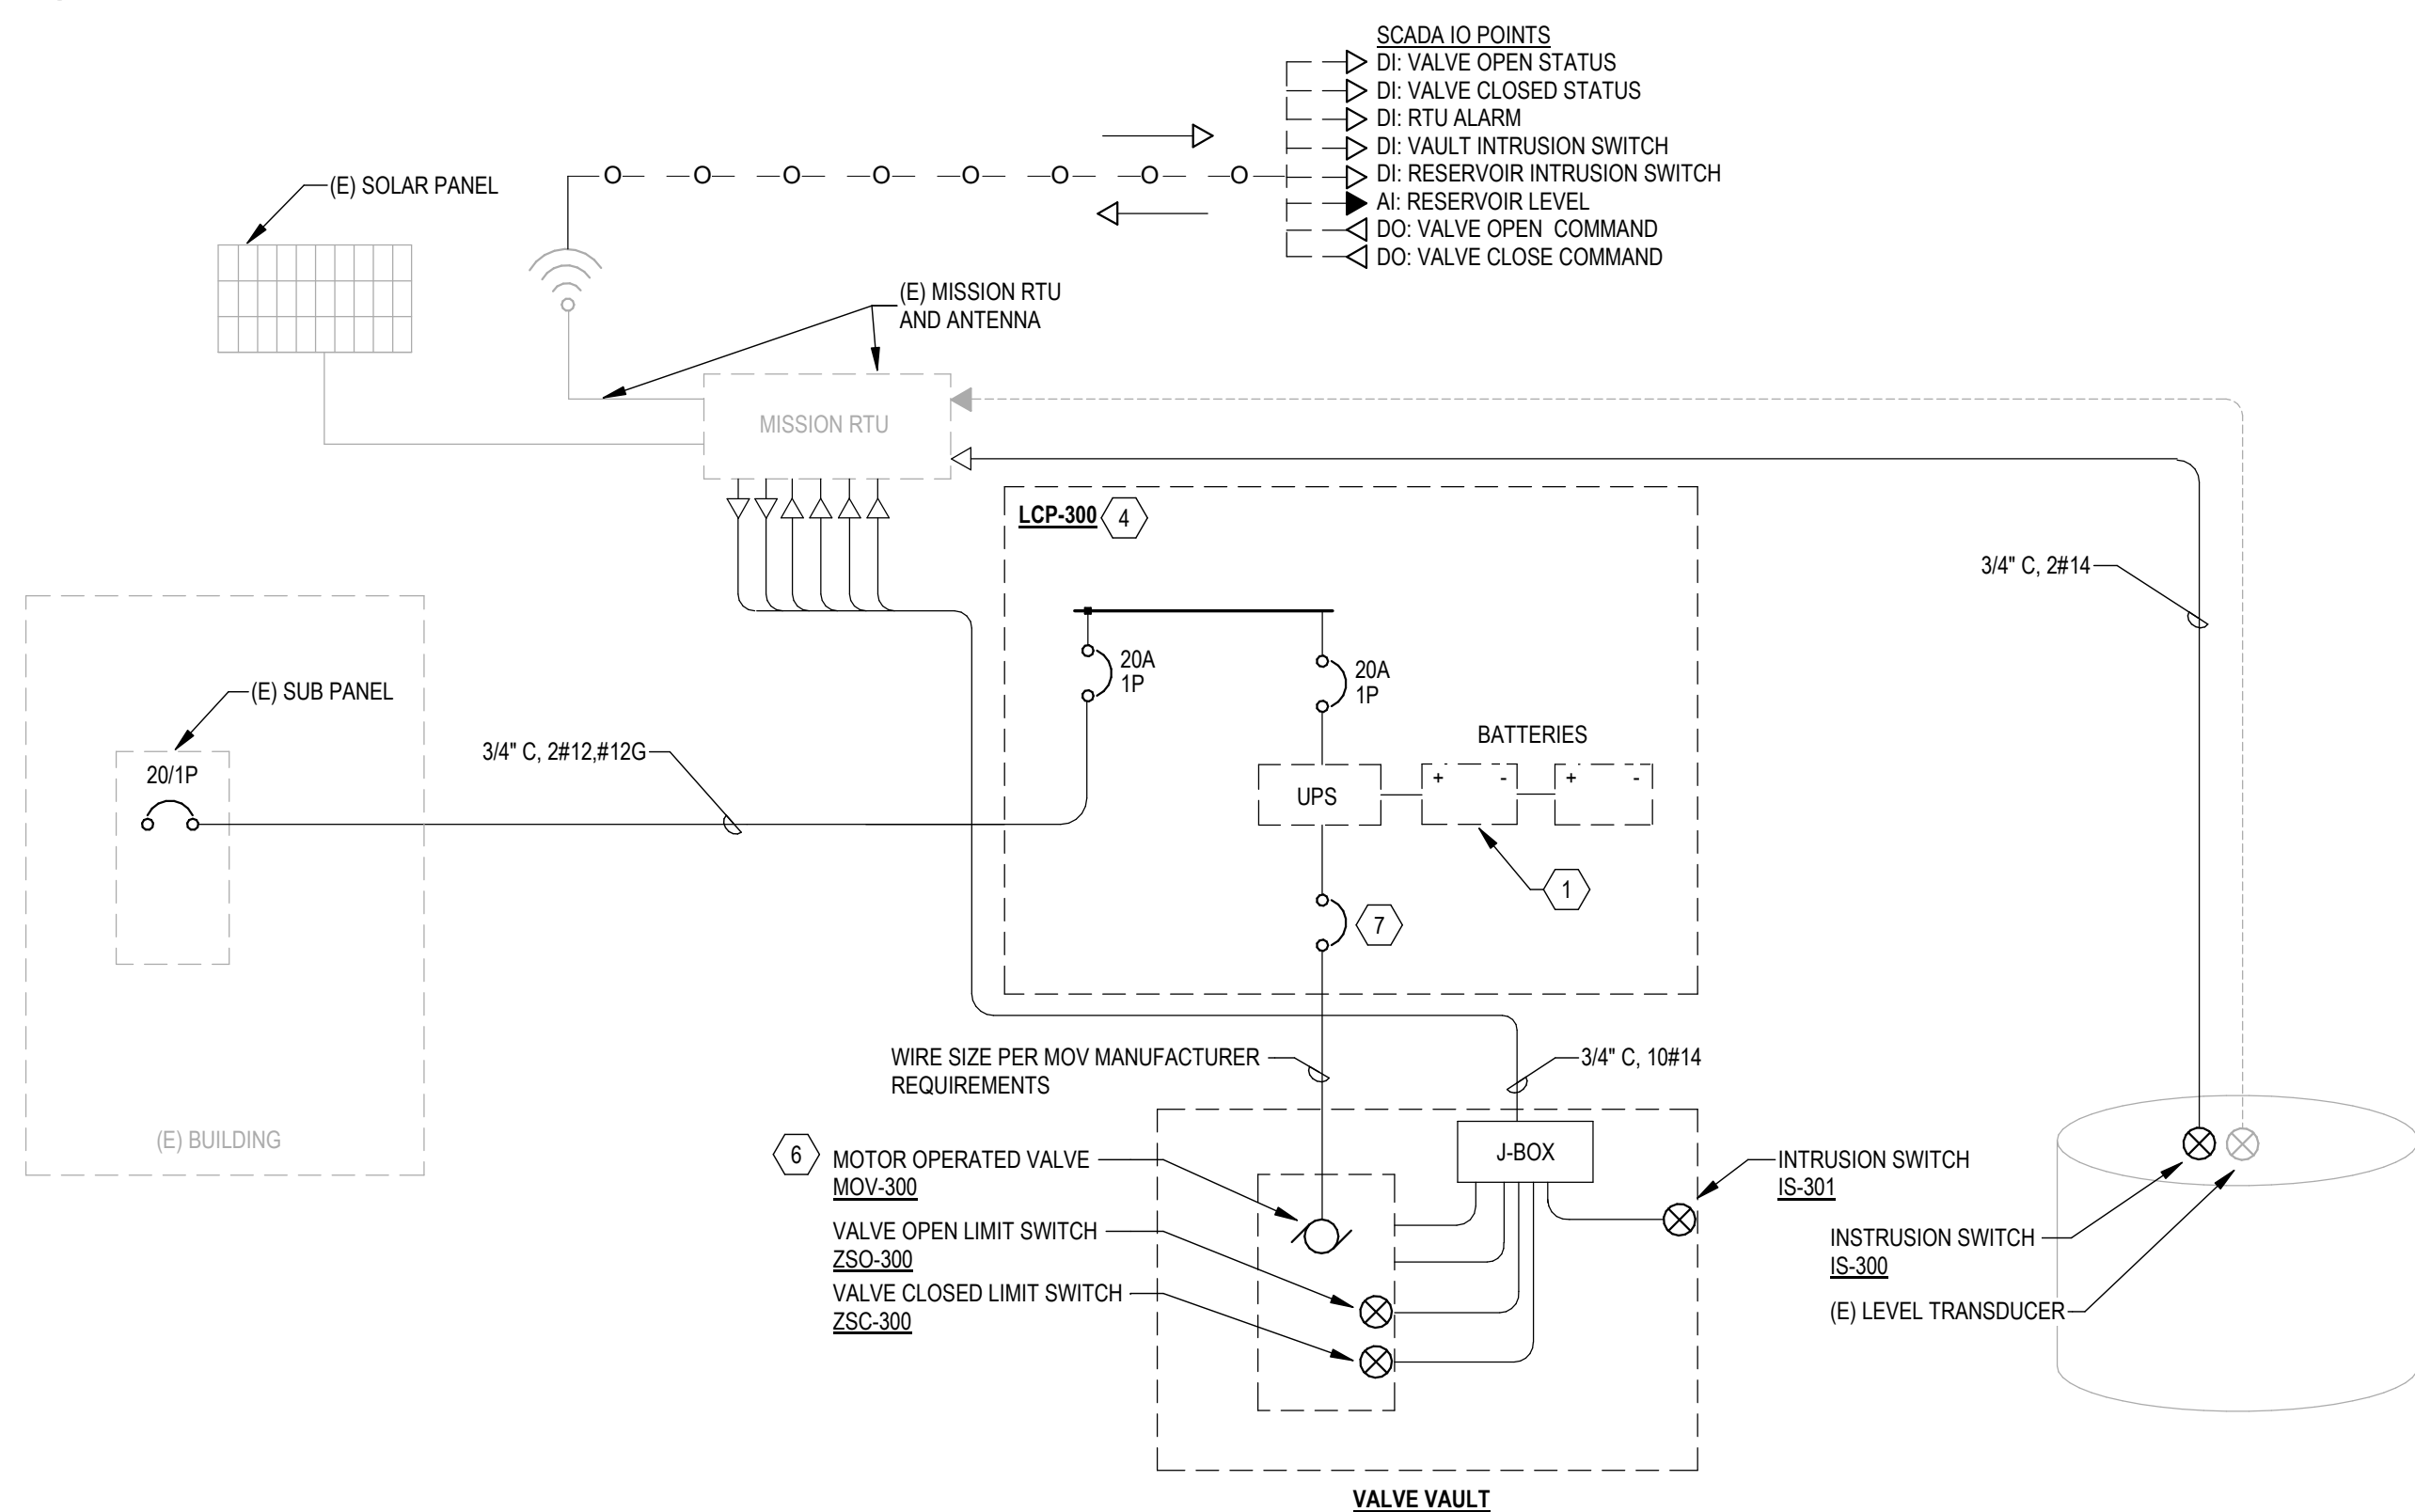 SCADA IO POINTS
DI: VALVE OPEN STATUS
DI: VALVE CLOSED STATUS
DI: RTU ALARM
DI: VAULT INTRUSION SWITCH
DI: RESERVOIR INTRUSION SWITCH
AI: RESERVOIR LEVEL
DO: VALVE OPEN COMMAND
DO: VALVE CLOSE COMMAND
(E) SOLAR PANEL
(E) MISSION RTU
AND ANTENNA
MISSION RTU
LCP-300
4
3/4" C, 2#14
20A
1P
20A
1P
(E) SUB PANEL
20/1P
3/4" C, 2#12,#12G
BATTERIES
+ -
+ -
UPS
1
7
WIRE SIZE PER MOV MANUFACTURER
REQUIREMENTS
3/4" C, 10#14
(E) BUILDING
6
MOTOR OPERATED VALVE
MOV-300
VALVE OPEN LIMIT SWITCH
ZSO-300
VALVE CLOSED LIMIT SWITCH
ZSC-300
J-BOX
INTRUSION SWITCH
IS-301
INSTRUSION SWITCH
IS-300
(E) LEVEL TRANSDUCER
VALVE VAULT